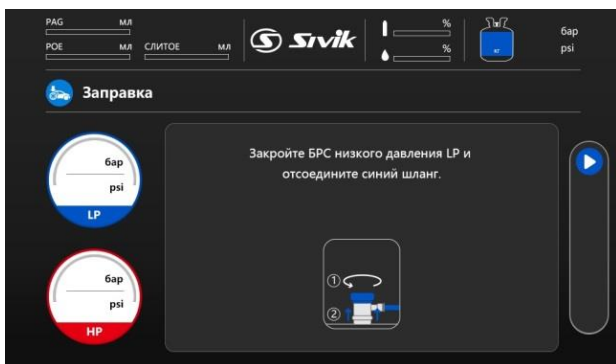 PAG мл
POE мл СЛИТОЕ мл
Sivik
%
%
кг
бар
psi
Заправка
бар
psi
LP
бар
psi
HP
Закройте БРС низкого давления LP и
отсоедините синий шланг.
①
②